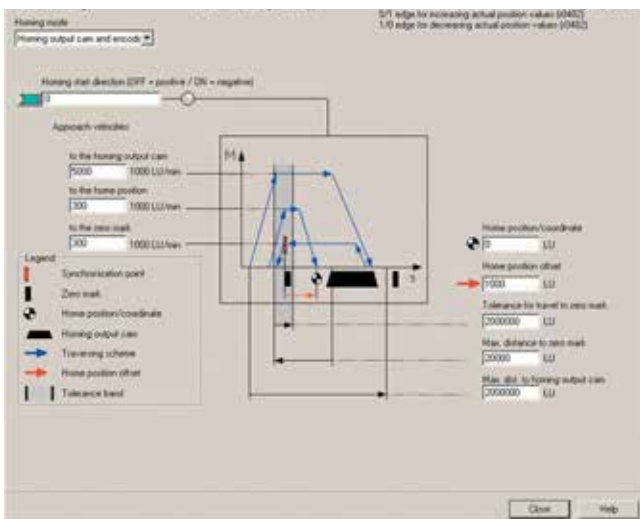 0/1 edge for increasing actual position values (r0482)
1/0 edge for decreasing actual position values (r0482)
Homing mode
Homing output cam and encode
Homing start direction (OFF = positive / ON = negative)
0
Approach velocities
to the homing output cam
5000 1000 LU/min
to the home position
300 1000 LU/min
to the zero mark
300 1000 LU/min
|v|
s
Legend
Synchronization point
Zero mark
Home position/coordinate
Homing output cam
Traversing scheme
Home position offset
Tolerance band
Home position/coordinate
0 LU
Home position offset
1000 LU
Tolerance for travel to zero mark
2000000 LU
Max. distance to zero mark
20000 LU
Max. dist. to homing output cam
2000000 LU
Close Help